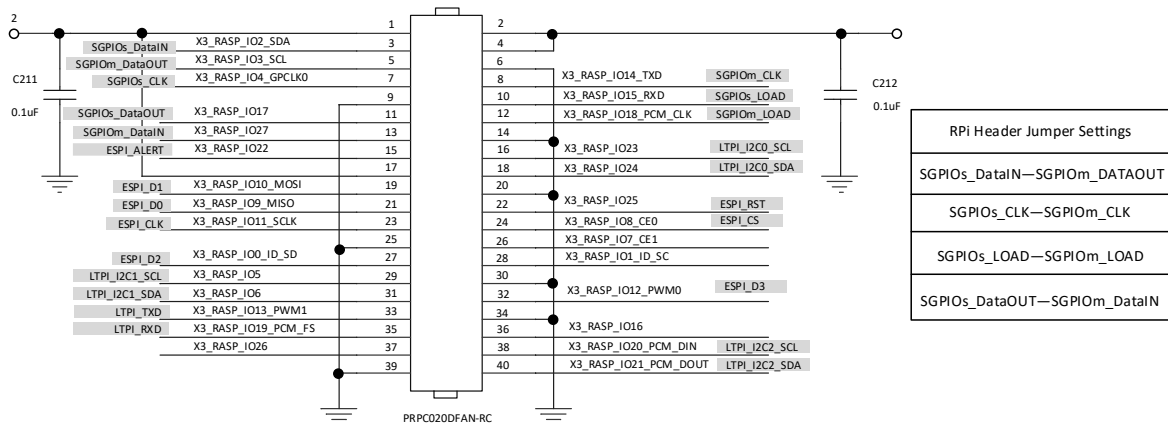 2
C211
0.1uF
SGPIOs_DataIN X3_RASP_IO2_SDA
SGPIOm_DataOUT X3_RASP_IO3_SCL
SGPIOs_CLK X3_RASP_IO4_GPCLK0
SGPIOs_DataOUT X3_RASP_IO17
SGPIOm_DataIN X3_RASP_IO27
ESPI_ALERT X3_RASP_IO22
ESPI_D1 X3_RASP_IO10_MOSI
ESPI_D0 X3_RASP_IO9_MISO
ESPI_CLK X3_RASP_IO11_SCLK
ESPI_D2 X3_RASP_IO0_ID_SD
LTPI_I2C1_SCL X3_RASP_IO5
LTPI_I2C1_SDA X3_RASP_IO6
LTPI_TXD X3_RASP_IO13_PWM1
LTPI_RXD X3_RASP_IO19_PCM_FS
X3_RASP_IO26
1
3
5
7
9
11
13
15
17
19
21
23
25
27
29
31
33
35
37
39
PRPC020DFAN-RC
2
4
6
8
10
12
14
16
18
20
22
24
26
28
30
32
34
36
38
40
X3_RASP_IO14_TXD SGPIOm_CLK
X3_RASP_IO15_RXD SGPIOs_LOAD
X3_RASP_IO18_PCM_CLK SGPIOm_LOAD
X3_RASP_IO23 LTPI_I2C0_SCL
X3_RASP_IO24 LTPI_I2C0_SDA
X3_RASP_IO25 ESPI_RST
X3_RASP_IO8_CE0 ESPI_CS
X3_RASP_IO7_CE1
X3_RASP_IO1_ID_SC
X3_RASP_IO12_PWM0 ESPI_D3
X3_RASP_IO16
X3_RASP_IO20_PCM_DIN LTPI_I2C2_SCL
X3_RASP_IO21_PCM_DOUT LTPI_I2C2_SDA
C212
0.1uF
RPi Header Jumper Settings
SGPIOs_DataIN—SGPIOm_DATAOUT
SGPIOs_CLK—SGPIOm_CLK
SGPIOs_LOAD—SGPIOm_LOAD
SGPIOs_DataOUT—SGPIOm_DataIN